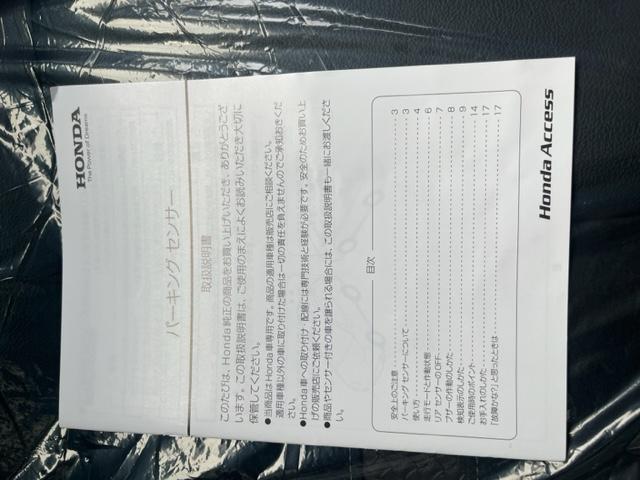 HONDA
The Power of Dreams
パーキング センサー
取扱説明書
このたびは、Honda純正の商品をお買い上げいただき、ありがとうござ
います。この取扱説明書は、ご使用のまえによくお読みいただき大切に
保管してください。
●当商品はHonda車専用です。商品の適用車種は販売店にご相談ください。
適用車種以外の車に取り付けた場合は一切の責任を負えませんのでご承知おきくだ
さい。
●Honda車への取り付け・配線には専門技術と経験が必要です。安全のためお買い上
げの販売店にご依頼ください。
●商品やセンサー付きの車を譲られる場合には、この取扱説明書も一緒にお渡しくださ
い。
目次
安全上のご注意 3
パーキング センサーについて 3
使い方 4
走行モードと作動状態 6
リア センサーのOFF 7
ブザーの作動のしかた 8
検知表示のしかた 9
ご使用時のポイント 14
お手入れのしかた 17
「故障かな?」と思ったときは 17
Honda Access